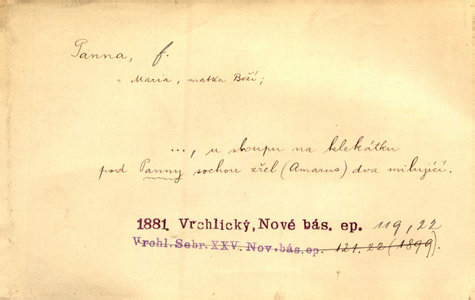 Panna, f.
„ Maria, matka Boží;
..., u sloupu na klekátku
pod Panny sochou zřel (Amarus) dva milující.
1881 Vrchlický, Nové bás. ep. 119, 22
Vrchl. Sebr. XXV. Nov. bás. ep. 121. 22 (1899).